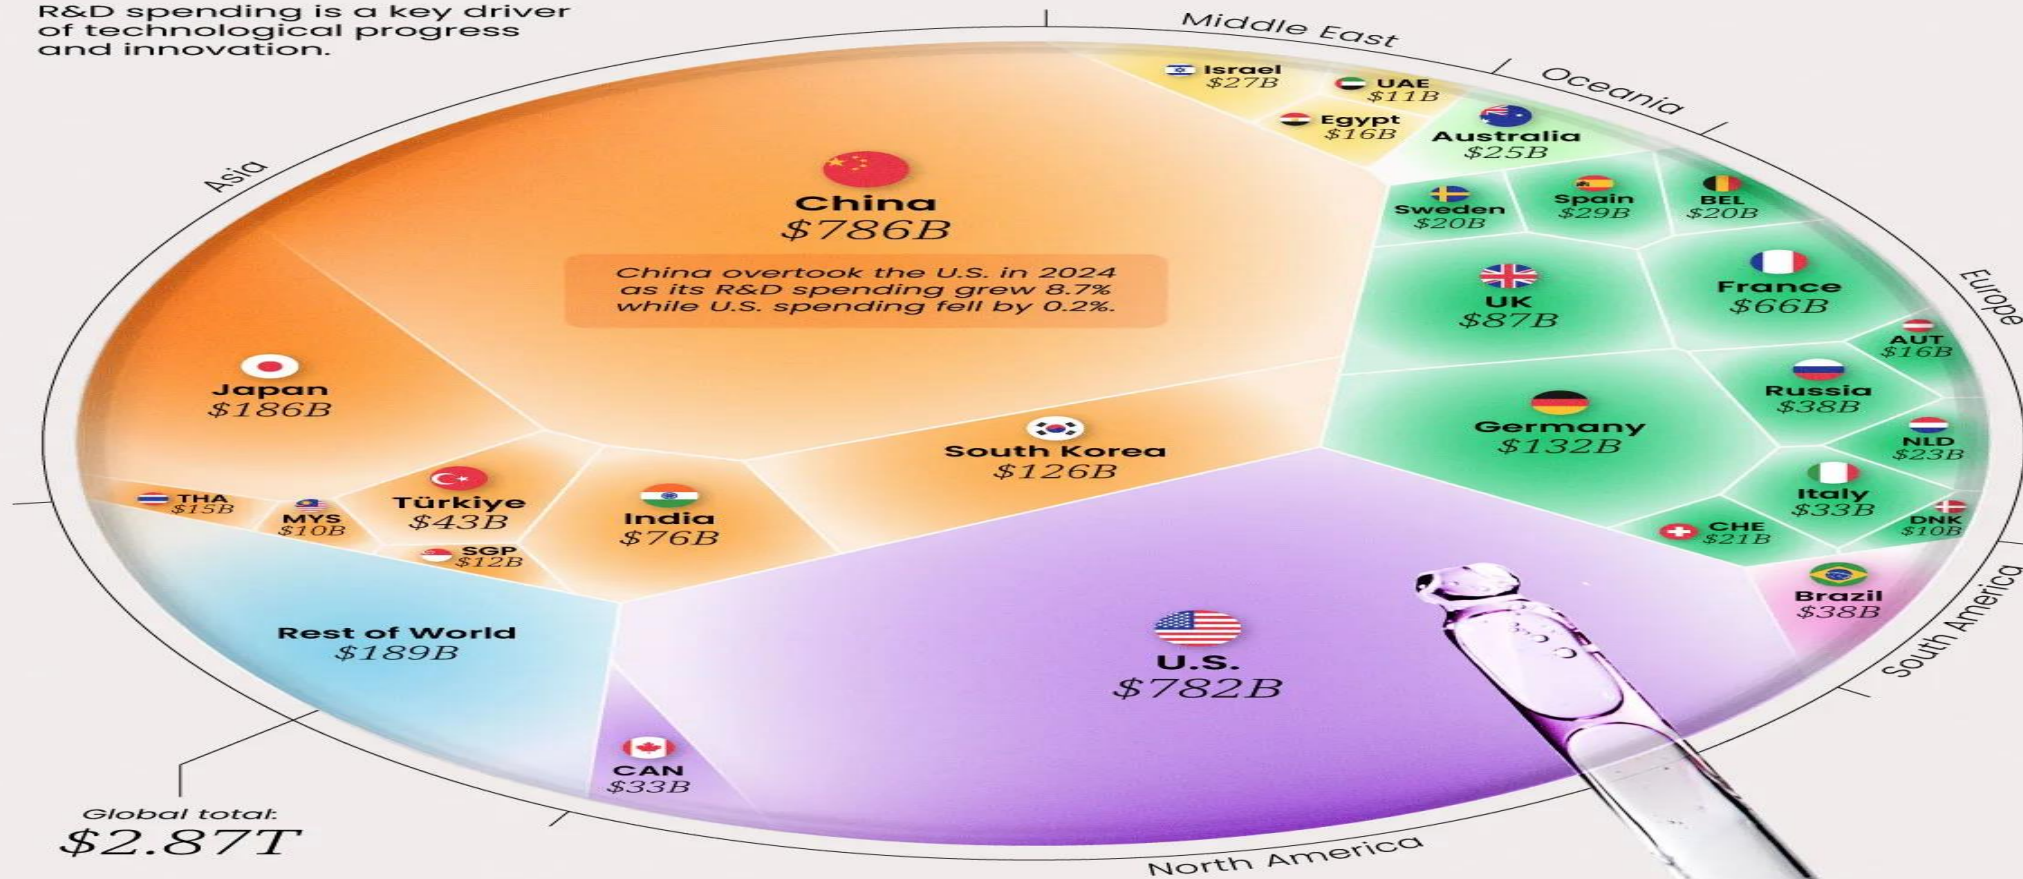 R&D spending is a key driver
of technological progress
and innovation.
Middle East
Oceania
Asia
Europe
South America
North America
Israel
$27B
UAE
$11B
Egypt
$16B
Australia
$25B
China
$786B
China overtook the U.S. in 2024
as its R&D spending grew 8.7%
while U.S. spending fell by 0.2%.
Sweden
$20B
Spain
$29B
BEL
$20B
UK
$87B
France
$66B
AUT
$16B
Japan
$186B
Russia
$38B
Germany
$132B
NLD
$23B
South Korea
$126B
Italy
$33B
THA
$15B
MYS
$10B
Türkiye
$43B
India
$76B
SGP
$12B
CHE
$21B
DNK
$10B
Brazil
$38B
Rest of World
$189B
U.S.
$782B
CAN
$33B
Global total:
$2.87T